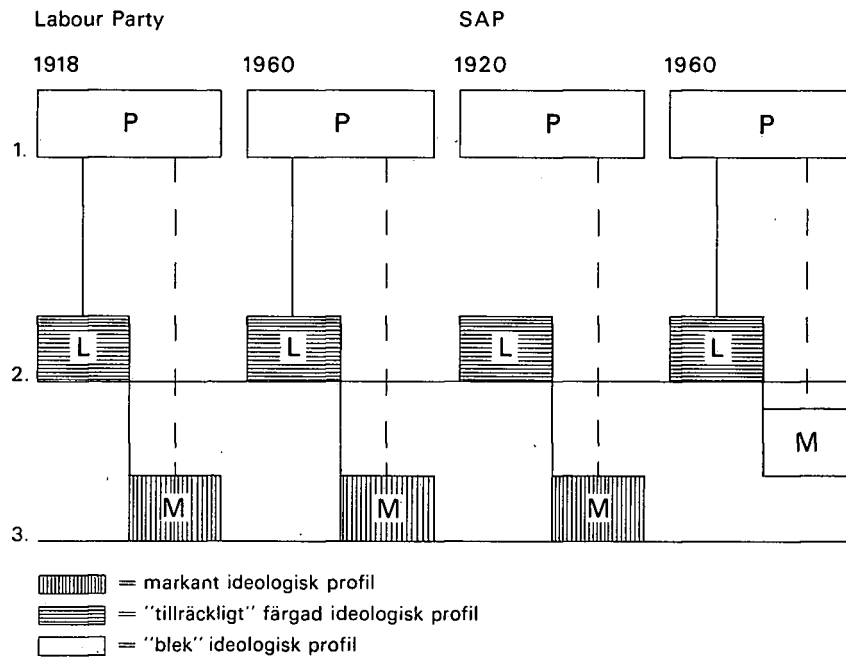 Labour Party SAP
1918 1960 1920 1960
P P P P
1.
L L L L
2.
M
M M M
3.
= markant ideologisk profil
= "tillräckligt" färgad ideologisk profil
= "blek" ideologisk profil